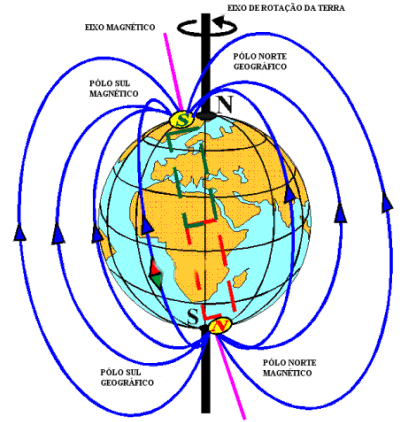 EIXO DE ROTAÇÃO DA TERRA
EIXO MAGNÉTICO
PÓLO NORTE
GEOGRÁFICO
PÓLO SUL
MAGNÉTICO
S
N
S
N
PÓLO SUL
GEOGRÁFICO
PÓLO NORTE
MAGNÉTICO